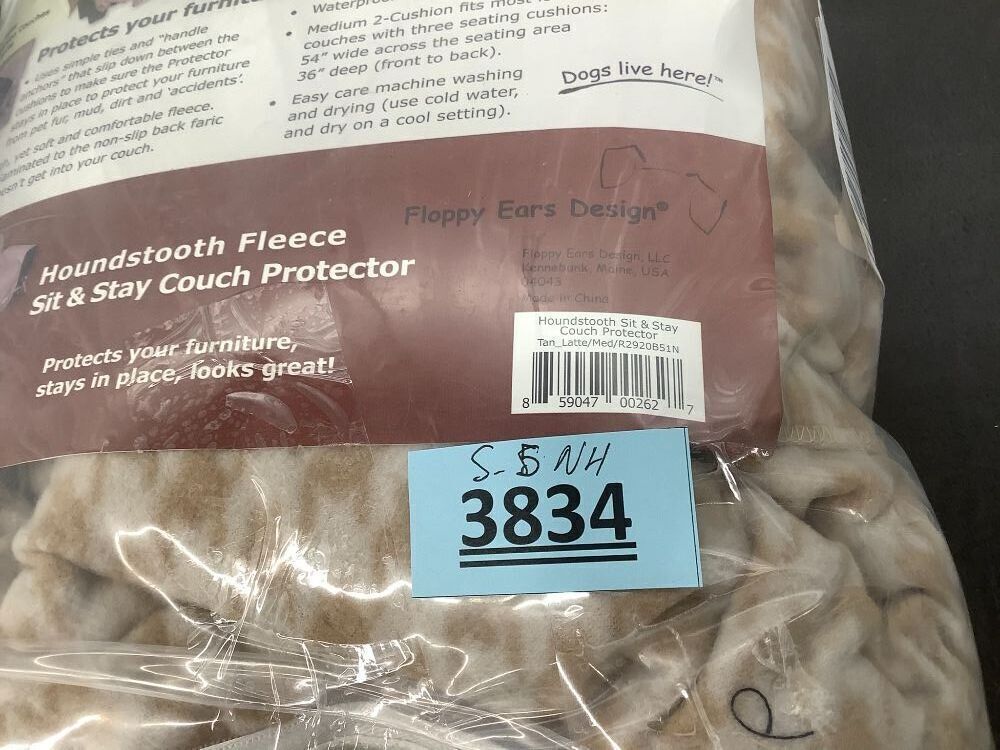 Protects your
• Uses simple ties and "handle
anchors" that slip down between the
cushions to make sure the Protector
stays in place to protect your furniture
from pet fur, mud, dirt and 'accidents'.
yet soft and comfortable fleece.
laminated to the non-slip back faric
doesn't get into your couch.
• Medium 2-Cushion fits most
couches with three seating cushions:
54" wide across the seating area
36" deep (front to back).
• Easy care machine washing
and drying (use cold water,
and dry on a cool setting).
Dogs live here!™
Floppy Ears Design®
Houndstooth Fleece
Sit & Stay Couch Protector
Protects your furniture,
stays in place, looks great!
Floppy Ears Design, LLC
Kennebunk, Maine, USA
04043
Made in China
Houndstooth Sit & Stay
Couch Protector
Tan_Latte/Med/R2920B51N
8 59047 00262 7
S-5 NH
3834